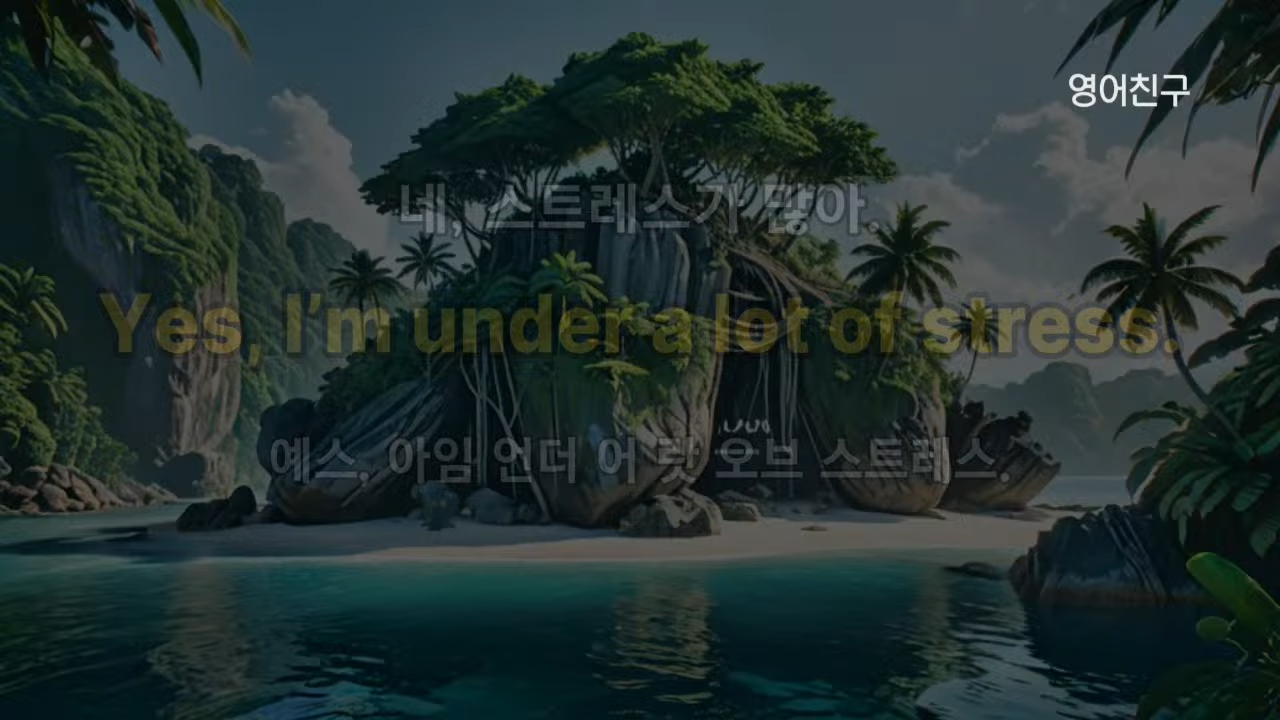 영어친구
네, 스트레스가 많아.
Yes, I'm under a lot of stress.
예스. 아임 언더 어 랏 오브 스트레스.